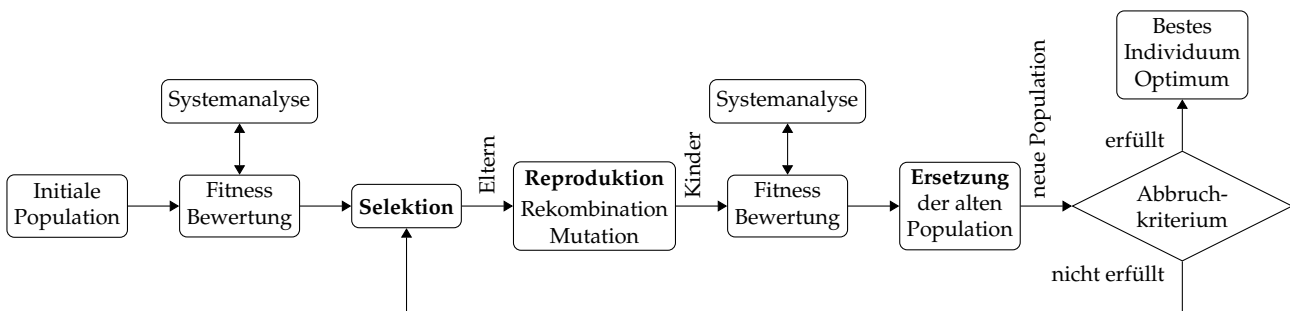 Initiale
Population
Systemanalyse
Fitness
Bewertung
Selektion
Eltern
Reproduktion
Rekombination
Mutation
Kinder
Systemanalyse
Fitness
Bewertung
Ersetzung
der alten
Population
neue Population
Bestes
Individuum
Optimum
erfüllt
Abbruch-
kriterium
nicht erfüllt